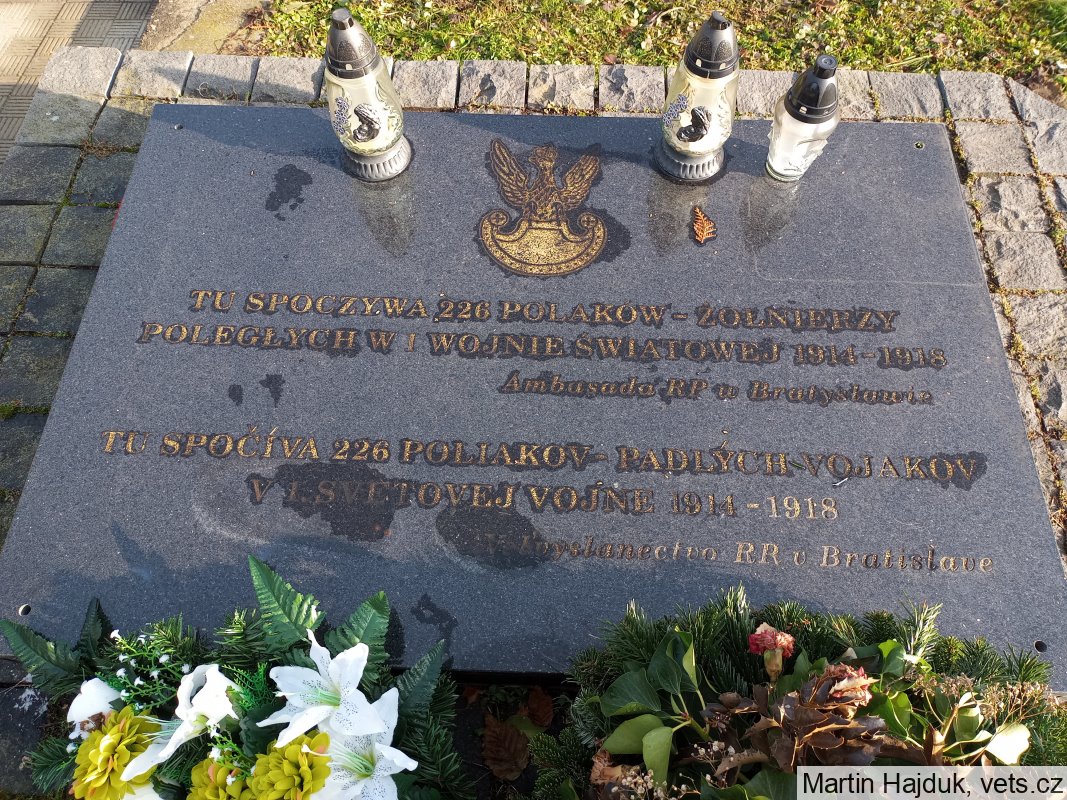 TU SPOCZYWA 226 POLAKÓW - ŻOŁNIERZY
POLEGŁYCH W I WOJNIE ŚWIATOWEJ 1914-1918
Ambasada RP w Bratysławie
TU SPOČÍVA 226 POLIAKOV - PADLÝCH VOJAKOV
V 1. SVETOVEJ VOJNE 1914 - 1918
RR v Bratislave
Martin Hajduk, vets.cz